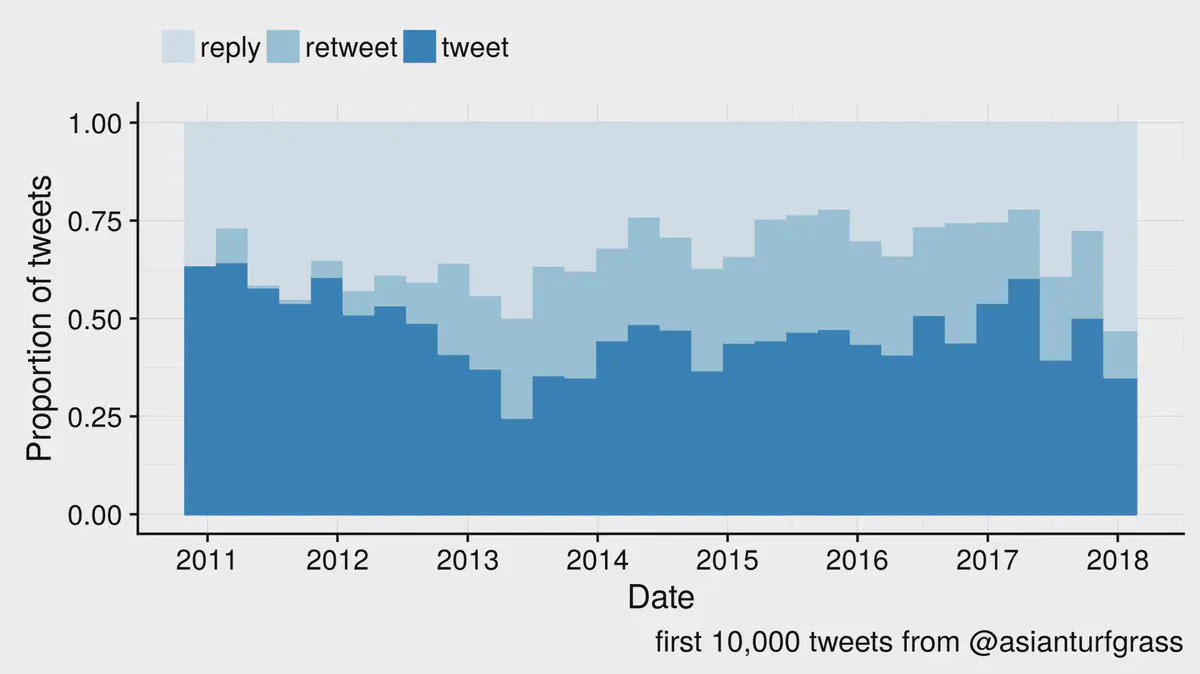 reply retweet tweet
1.00
0.75
0.50
0.25
0.00
Proportion of tweets
2011 2012 2013 2014 2015 2016 2017 2018
Date
first 10,000 tweets from @asianturfgrass